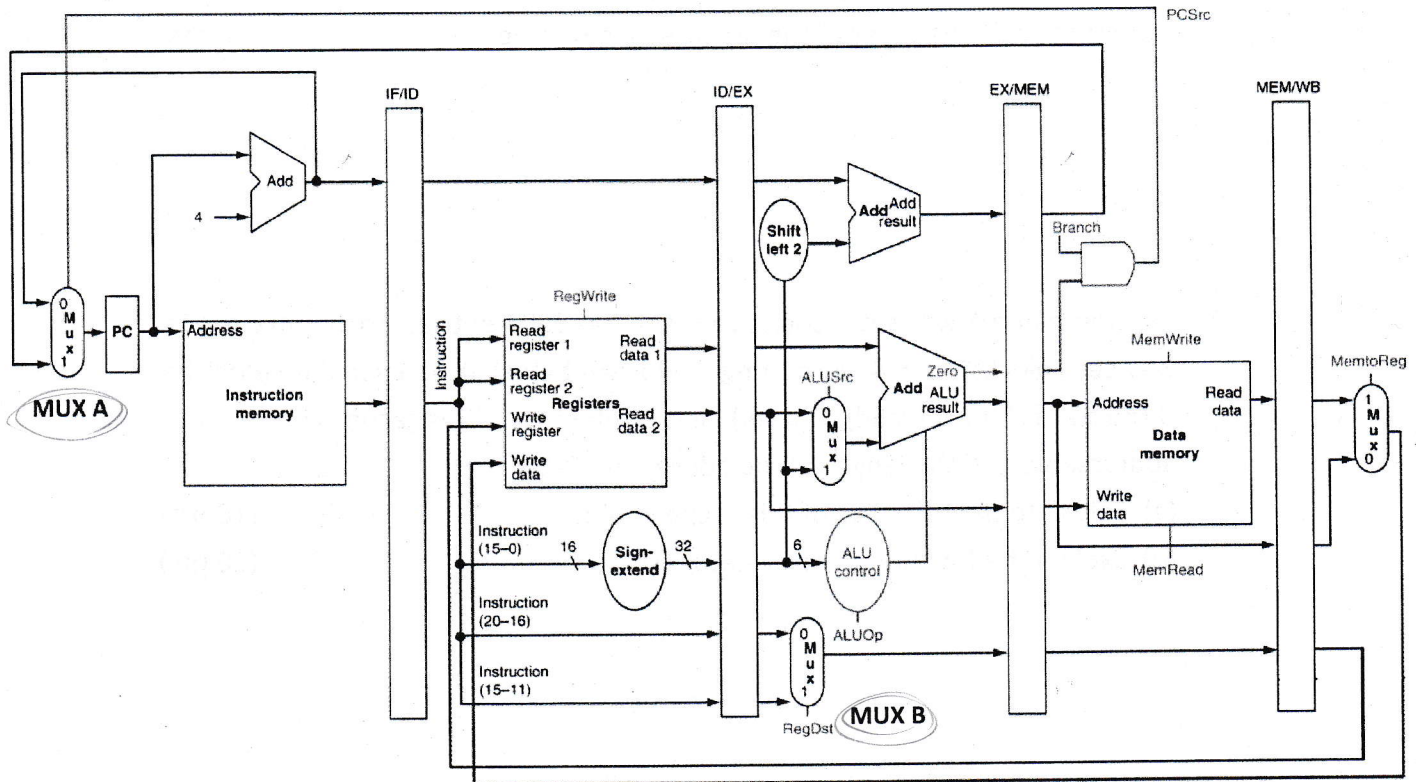 PCSrc
IF/ID
ID/EX
EX/MEM
MEM/WB
Add
4
Shift
left 2
Add Add
result
Branch
0
M
u
x
1
PC
Address
Instruction
memory
MUX A
Instruction
RegWrite
Read
register 1
Read
data 1
Read
register 2
Registers
Write
register
Read
data 2
Write
data
ALUSrc
0
M
u
x
1
Zero
Add ALU
result
MemWrite
Address
Read
data
Data
memory
Write
data
MemRead
MemtoReg
1
M
u
x
0
Instruction
(15–0)
16
Sign-
extend
32
6
ALU
control
ALUOp
Instruction
(20–16)
Instruction
(15–11)
0
M
u
x
1
RegDst
MUX B